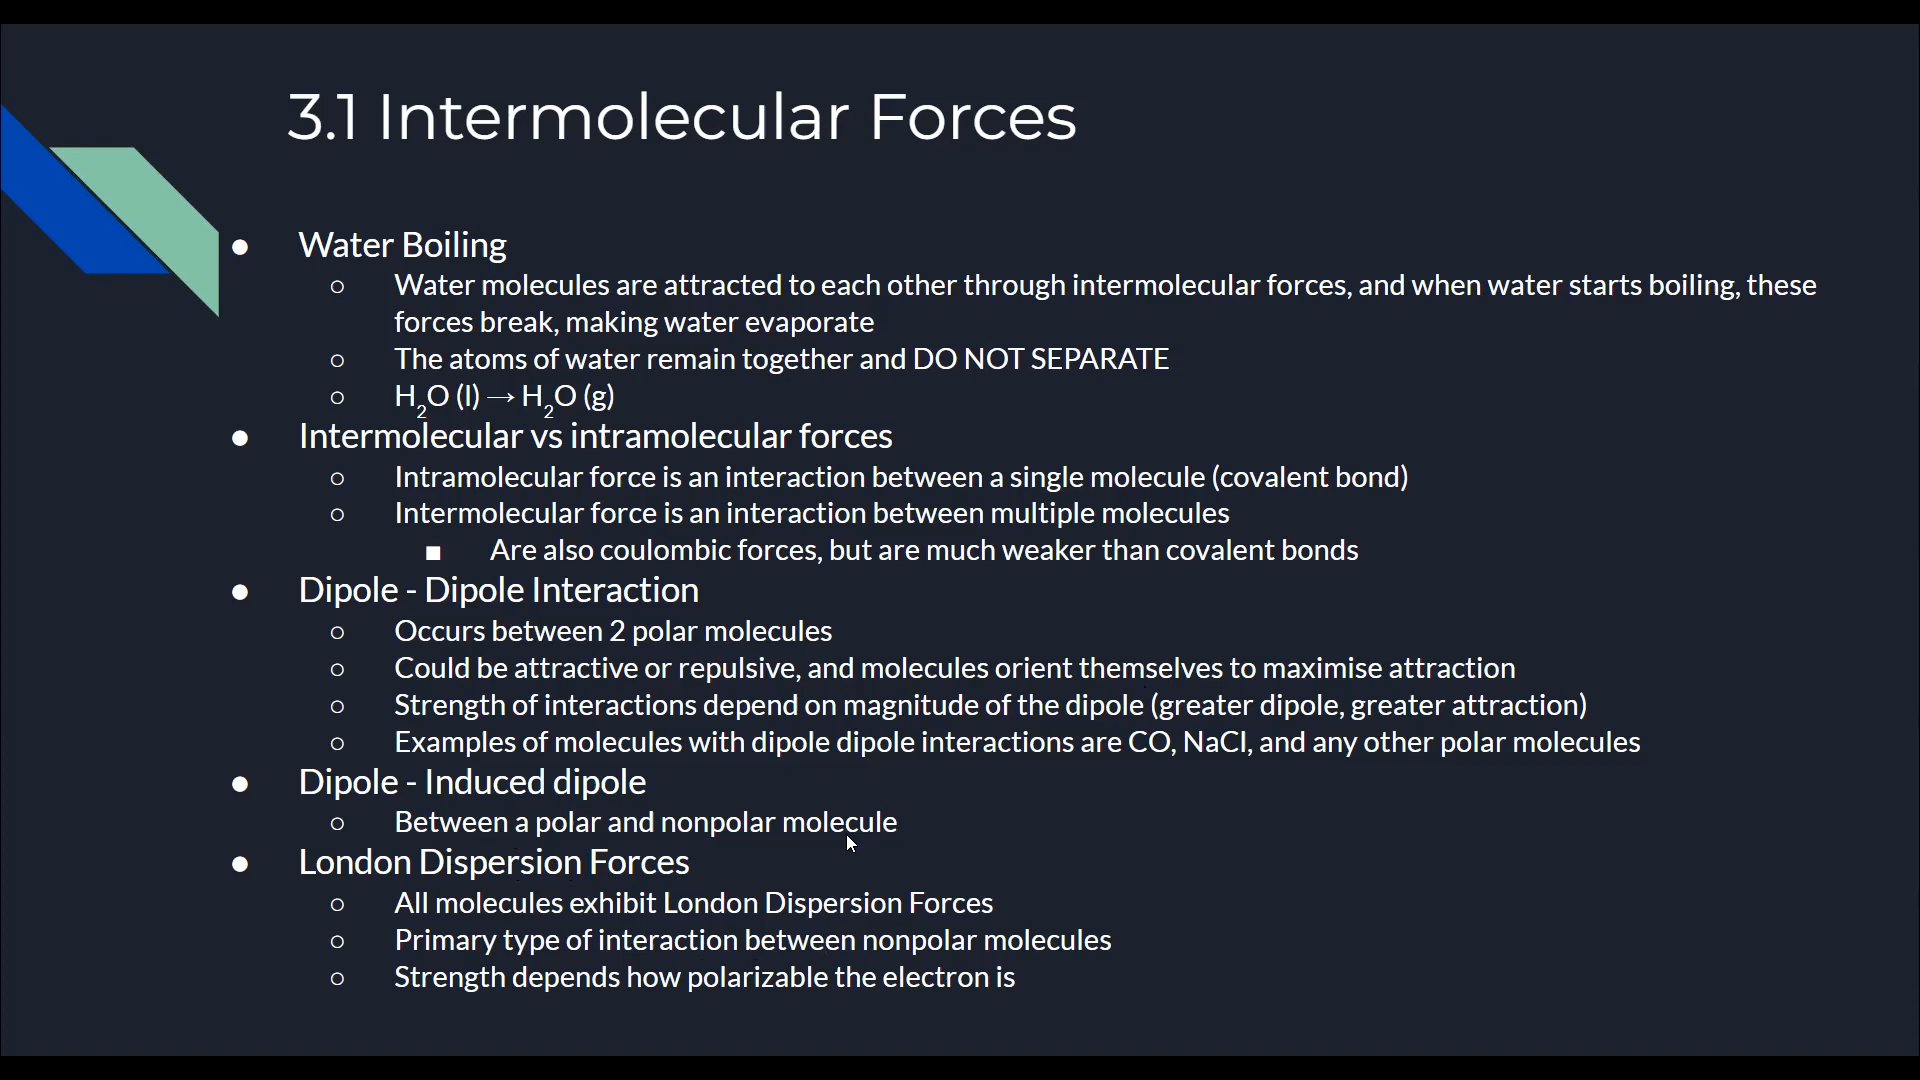 3.1 Intermolecular Forces
● Water Boiling
○ Water molecules are attracted to each other through intermolecular forces, and when water starts boiling, these
forces break, making water evaporate
○ The atoms of water remain together and DO NOT SEPARATE
○ H₂O (l) → H₂O (g)
● Intermolecular vs intramolecular forces
○ Intramolecular force is an interaction between a single molecule (covalent bond)
○ Intermolecular force is an interaction between multiple molecules
■ Are also coulombic forces, but are much weaker than covalent bonds
● Dipole - Dipole Interaction
○ Occurs between 2 polar molecules
○ Could be attractive or repulsive, and molecules orient themselves to maximise attraction
○ Strength of interactions depend on magnitude of the dipole (greater dipole, greater attraction)
○ Examples of molecules with dipole dipole interactions are CO, NaCl, and any other polar molecules
● Dipole - Induced dipole
○ Between a polar and nonpolar molecule
● London Dispersion Forces
○ All molecules exhibit London Dispersion Forces
○ Primary type of interaction between nonpolar molecules
○ Strength depends how polarizable the electron is